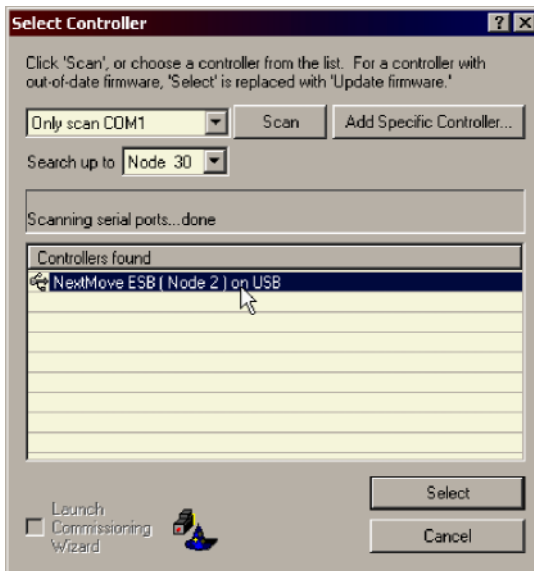 Select Controller
Click 'Scan', or choose a controller from the list. For a controller with
out-of-date firmware, 'Select' is replaced with 'Update firmware.'
Only scan COM1
Scan
Add Specific Controller...
Search up to
Node 30
Scanning serial ports...done
Controllers found
NextMove ESB ( Node 2 ) on USB
Select
Launch
Commissioning
Wizard
Cancel